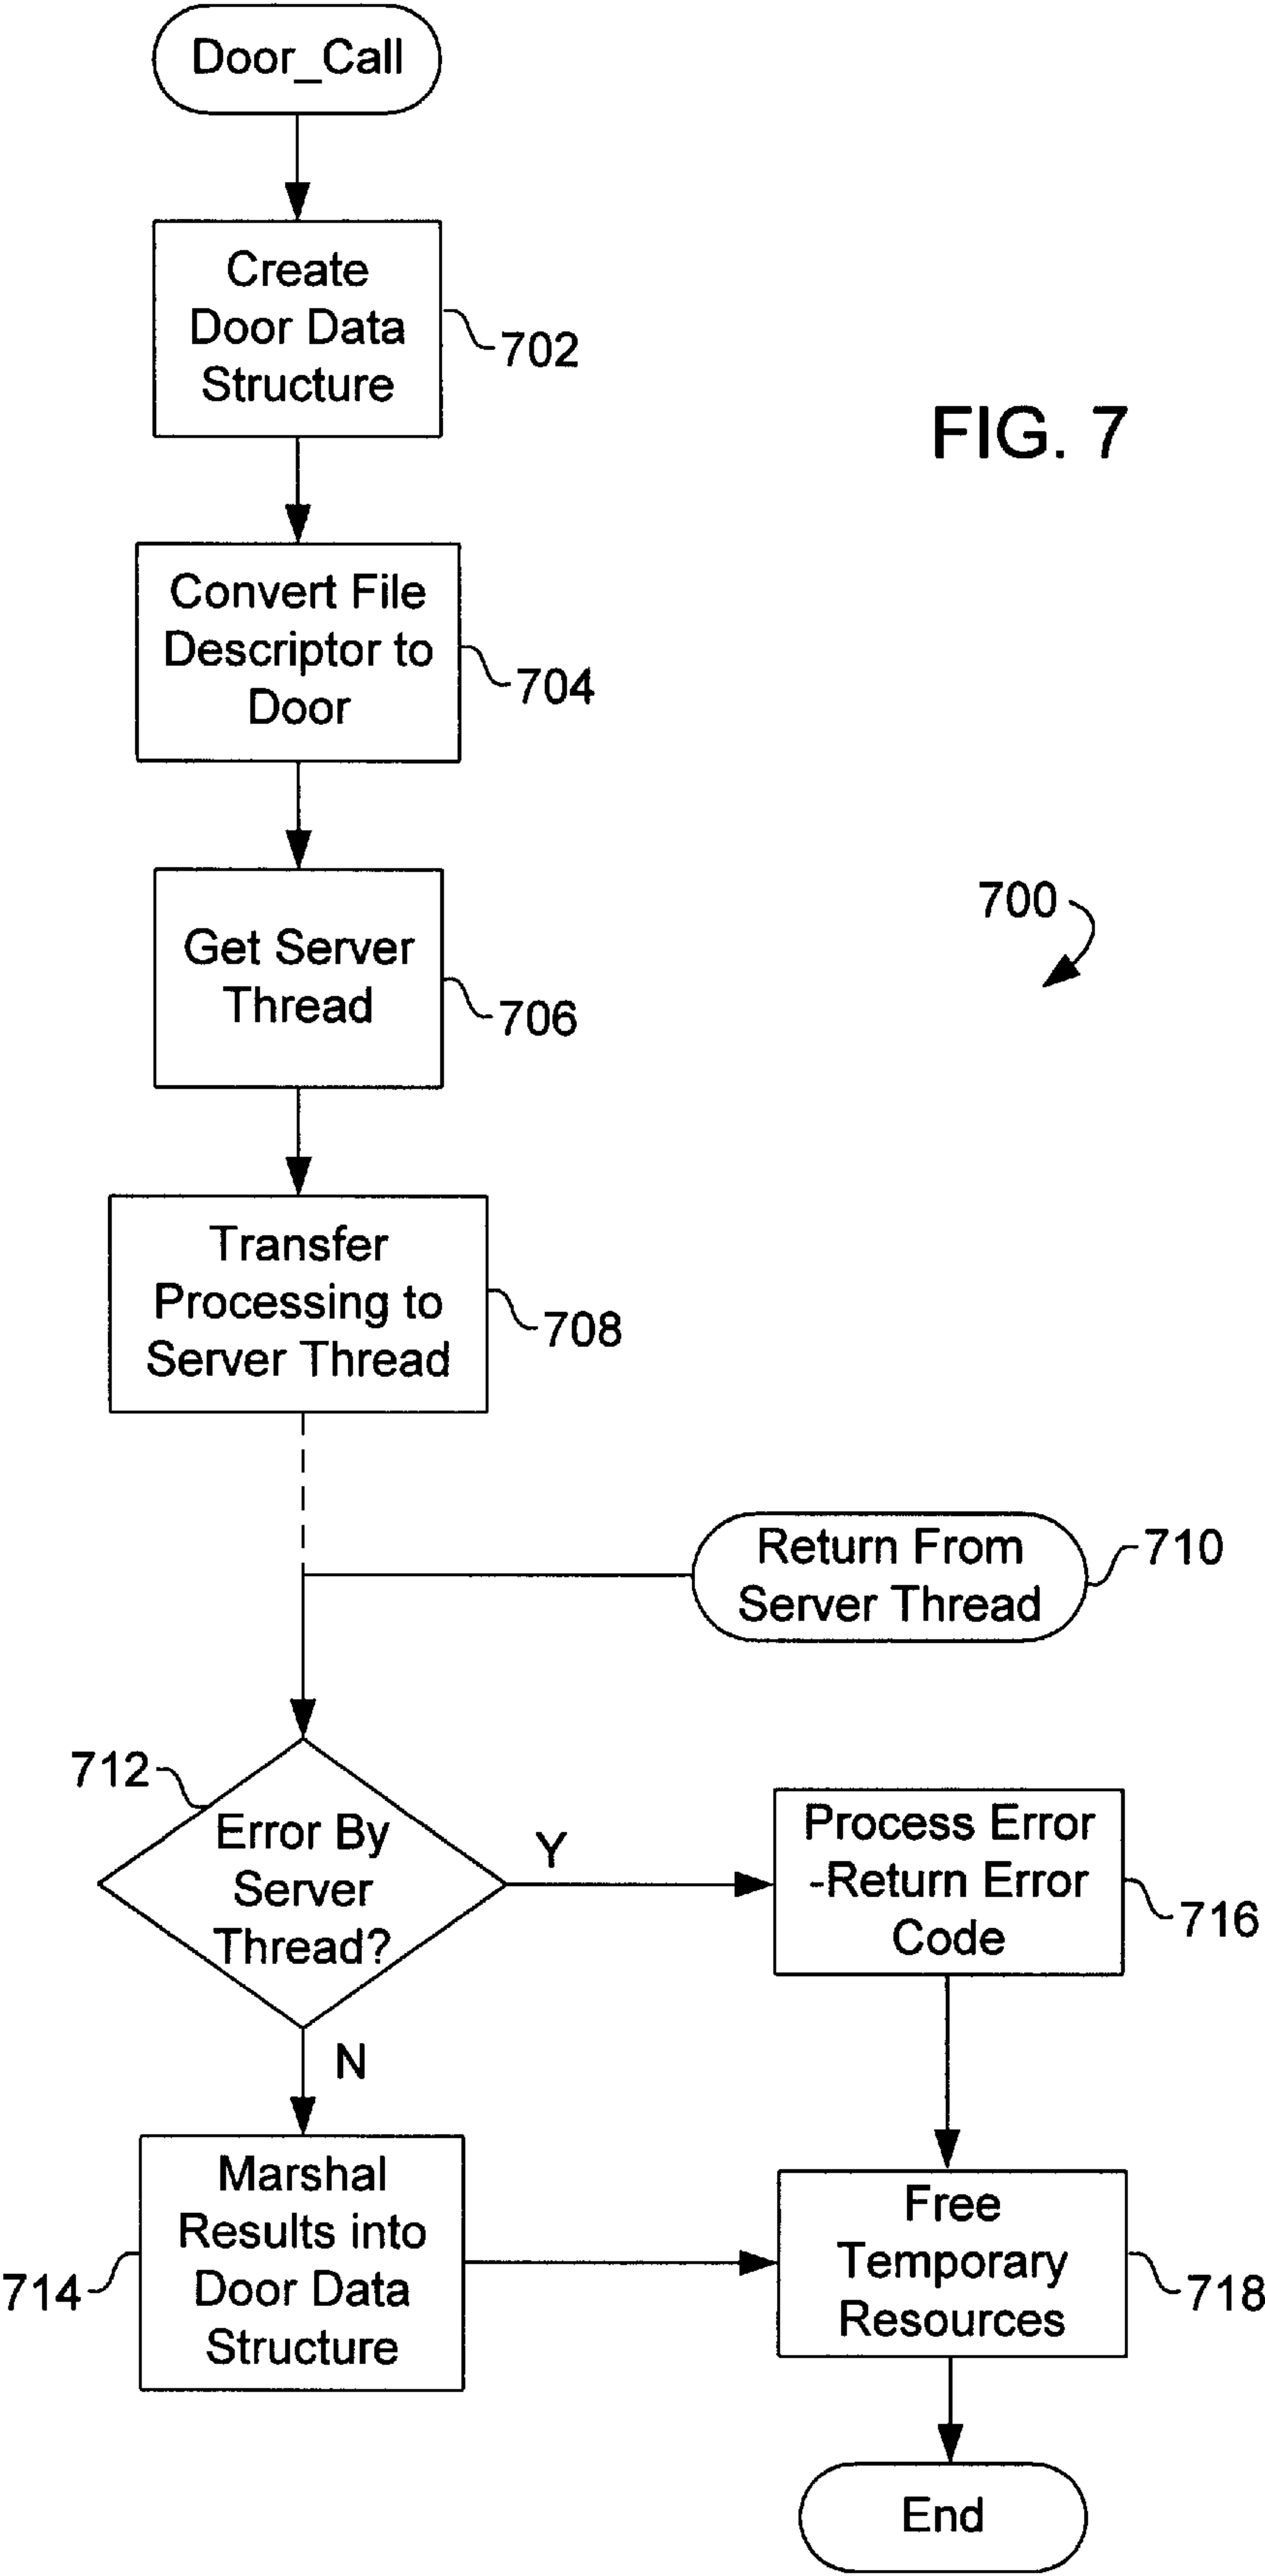 Door_Call
Create
Door Data
Structure
702
FIG. 7
Convert File
Descriptor to
Door
704
Get Server
Thread
706
700
Transfer
Processing to
Server Thread
708
Return From
Server Thread
710
712
Error By
Server
Thread?
Y
Process Error
-Return Error
Code
716
N
Marshal
Results into
Door Data
Structure
714
Free
Temporary
Resources
718
End